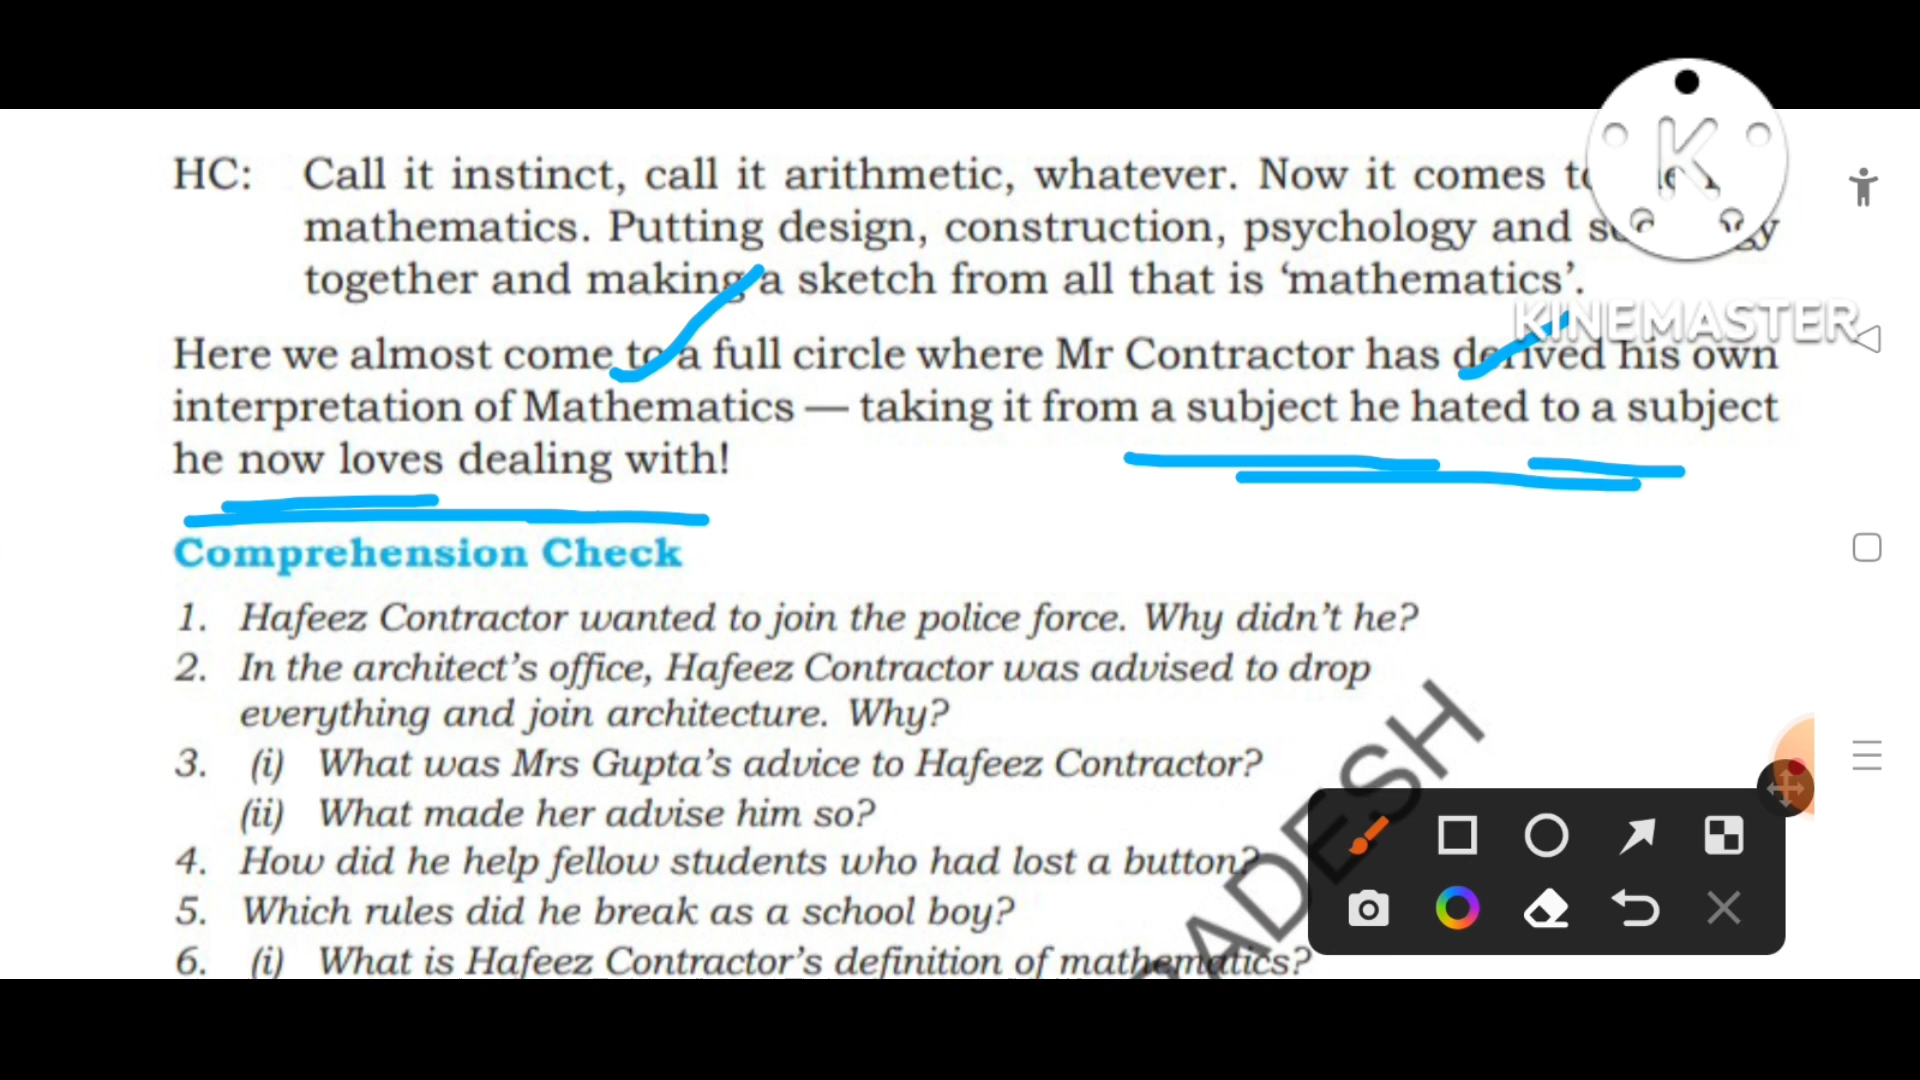 HC: Call it instinct, call it arithmetic, whatever. Now it comes to
mathematics. Putting design, construction, psychology and
together and making a sketch from all that is ‘mathematics’.
KINEMASTER
Here we almost come to a full circle where Mr Contractor has derived his own
interpretation of Mathematics — taking it from a subject he hated to a subject
he now loves dealing with!
Comprehension Check
1. Hafeez Contractor wanted to join the police force. Why didn’t he?
2. In the architect’s office, Hafeez Contractor was advised to drop
everything and join architecture. Why?
3. (i) What was Mrs Gupta’s advice to Hafeez Contractor?
(ii) What made her advise him so?
4. How did he help fellow students who had lost a button?
5. Which rules did he break as a school boy?
6. (i) What is Hafeez Contractor’s definition of mathematics?
ADESH
K